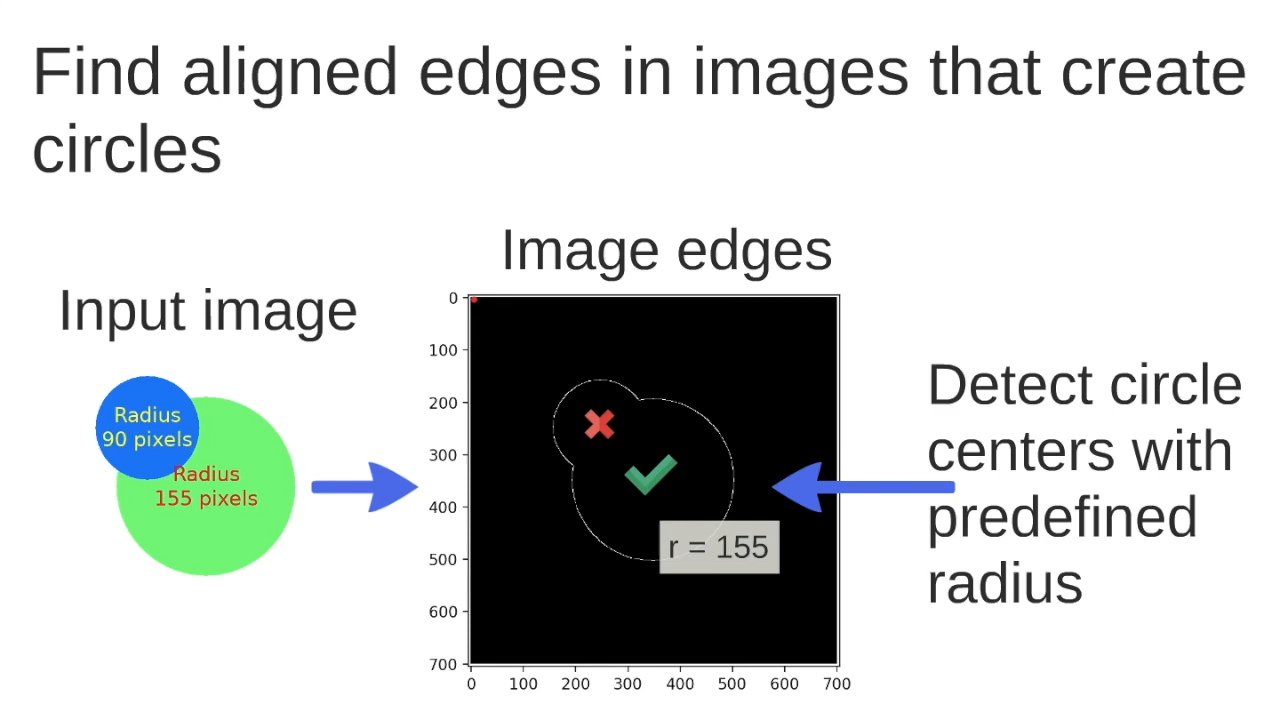 Find aligned edges in images that create
circles
Image edges
Input image
Radius
90 pixels
Radius
155 pixels
0
100
200
300
400
500
600
700
0 100 200 300 400 500 600 700
r = 155
Detect circle
centers with
predefined
radius